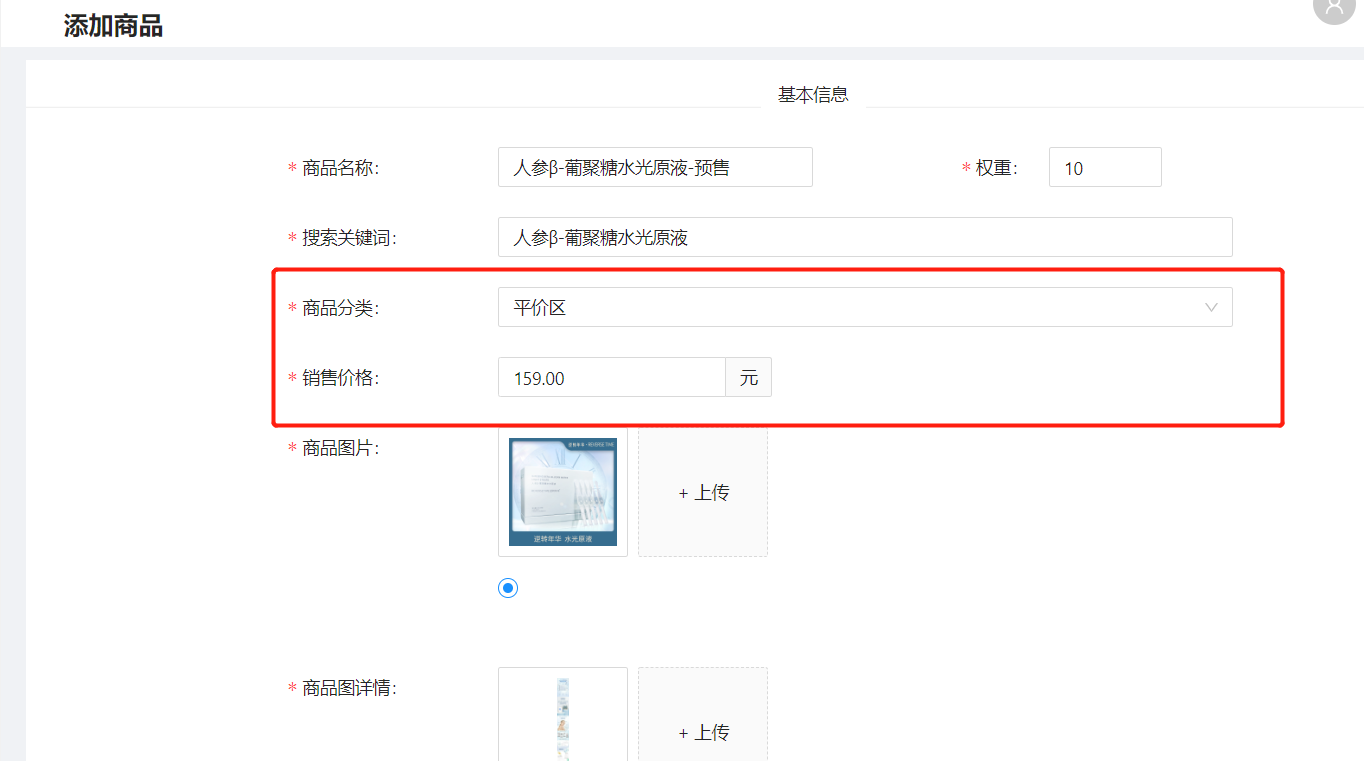 添加商品
基本信息
* 商品名称: 人参β-葡聚糖水光原液-预售 * 权重: 10
* 搜索关键词: 人参β-葡聚糖水光原液
* 商品分类: 平价区
* 销售价格: 159.00 元
* 商品图片:
+ 上传
逆转年华 水光原液
* 商品图详情:
+ 上传